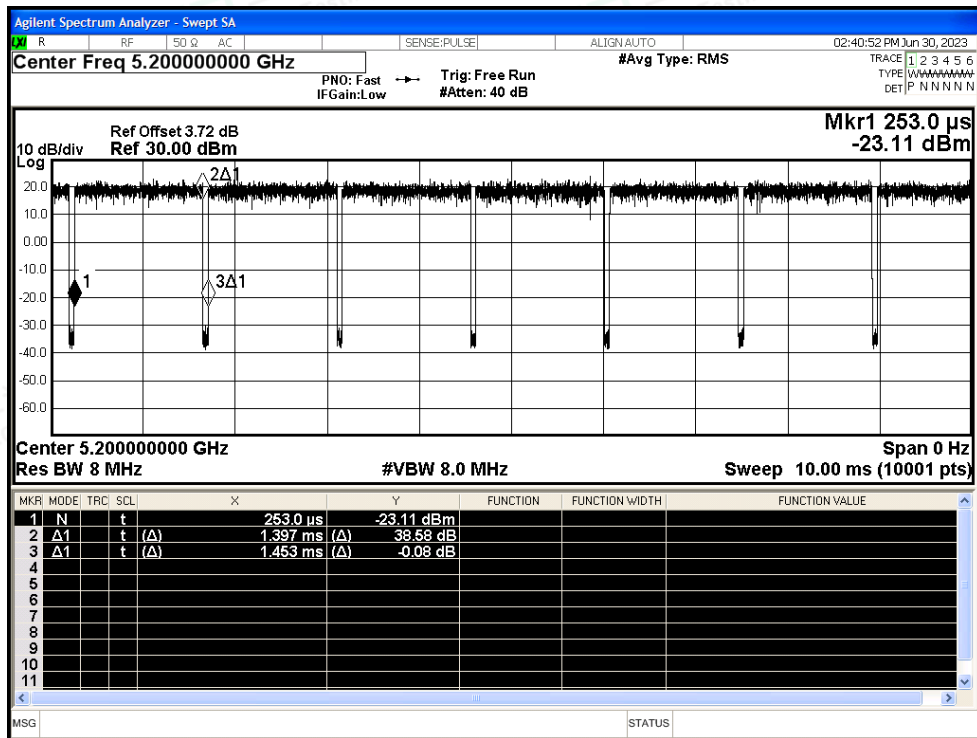 Agilent Spectrum Analyzer - Swept SA
LXI R RF 50 Ω AC SENSE:PULSE ALIGN AUTO 02:40:52 PM Jun 30, 2023
Center Freq 5.200000000 GHz
PNO: Fast
IFGain:Low
Trig: Free Run
#Atten: 40 dB
#Avg Type: RMS
TRACE 1 2 3 4 5 6
TYPE WWWWWW
DET P N N N N N
Mkr1 253.0 µs
-23.11 dBm
Ref Offset 3.72 dB
10 dB/div Ref 30.00 dBm
Log
20.0
10.0
0.00
-10.0
-20.0
-30.0
-40.0
-50.0
-60.0
2Δ1
1
3Δ1
Center 5.200000000 GHz Span 0 Hz
Res BW 8 MHz #VBW 8.0 MHz Sweep 10.00 ms (10001 pts)
MKR MODE TRC SCL X Y FUNCTION FUNCTION WIDTH FUNCTION VALUE
1 N t 253.0 µs -23.11 dBm
2 Δ1 t (Δ) 1.397 ms (Δ) 38.58 dB
3 Δ1 t (Δ) 1.453 ms (Δ) -0.08 dB
4
5
6
7
8
9
10
11
MSG STATUS